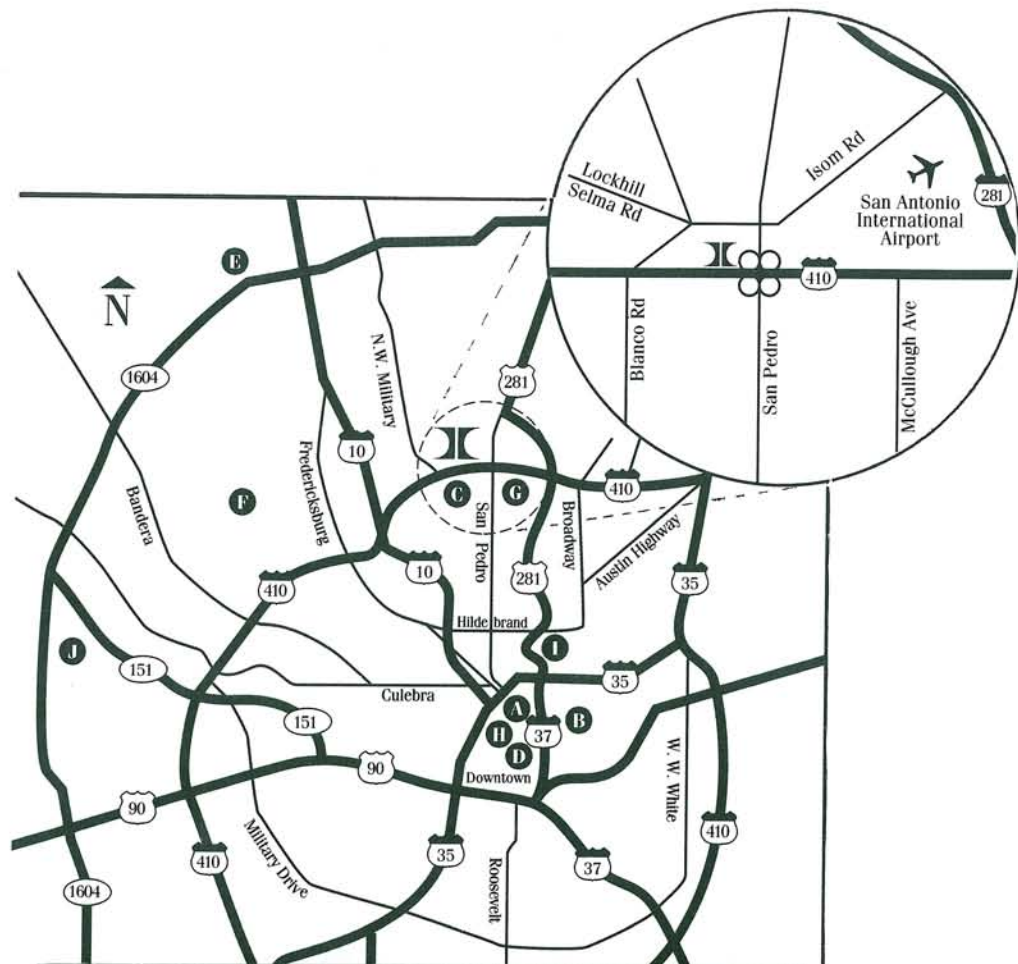 Isom Rd
Lockhill
Selma Rd
San Antonio
International
Airport
281
410
Blanco Rd
San Pedro
McCullough Ave
E
N
1604
N.W. Military
281
10
Fredericksburg
Bandera
F
C
G
410
San Pedro
Broadway
Austin Highway
410
10
281
35
Hildebrand
J
151
I
Culebra
35
A
B
H
37
D
151
90
Downtown
W. W. White
90
Military Drive
410
35
Roosevelt
37
410
1604